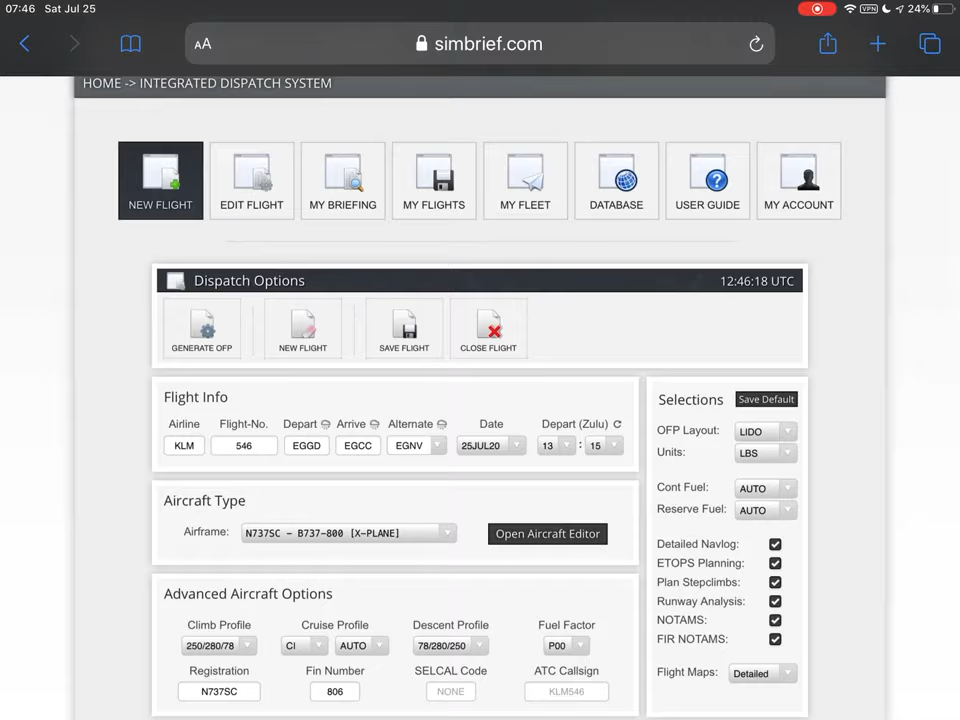 07:46 Sat Jul 25
VPN 24%
AA simbrief.com
HOME -> INTEGRATED DISPATCH SYSTEM
NEW FLIGHT EDIT FLIGHT MY BRIEFING MY FLIGHTS MY FLEET DATABASE USER GUIDE MY ACCOUNT
Dispatch Options 12:46:18 UTC
GENERATE OFP NEW FLIGHT SAVE FLIGHT CLOSE FLIGHT
Flight Info
Airline Flight-No. Depart Arrive Alternate Date Depart (Zulu)
KLM 546 EGGD EGCC EGNV 25JUL20 13 : 15
Aircraft Type
Airframe: N737SC - B737-800 [X-PLANE] Open Aircraft Editor
Advanced Aircraft Options
Climb Profile Cruise Profile Descent Profile Fuel Factor
250/280/78 CI AUTO 78/280/250 P00
Registration Fin Number SELCAL Code ATC Callsign
N737SC 806 NONE KLM546
Selections Save Default
OFP Layout: LIDO
Units: LBS
Cont Fuel: AUTO
Reserve Fuel: AUTO
Detailed Navlog:
ETOPS Planning:
Plan Stepclimbs:
Runway Analysis:
NOTAMS:
FIR NOTAMS:
Flight Maps: Detailed